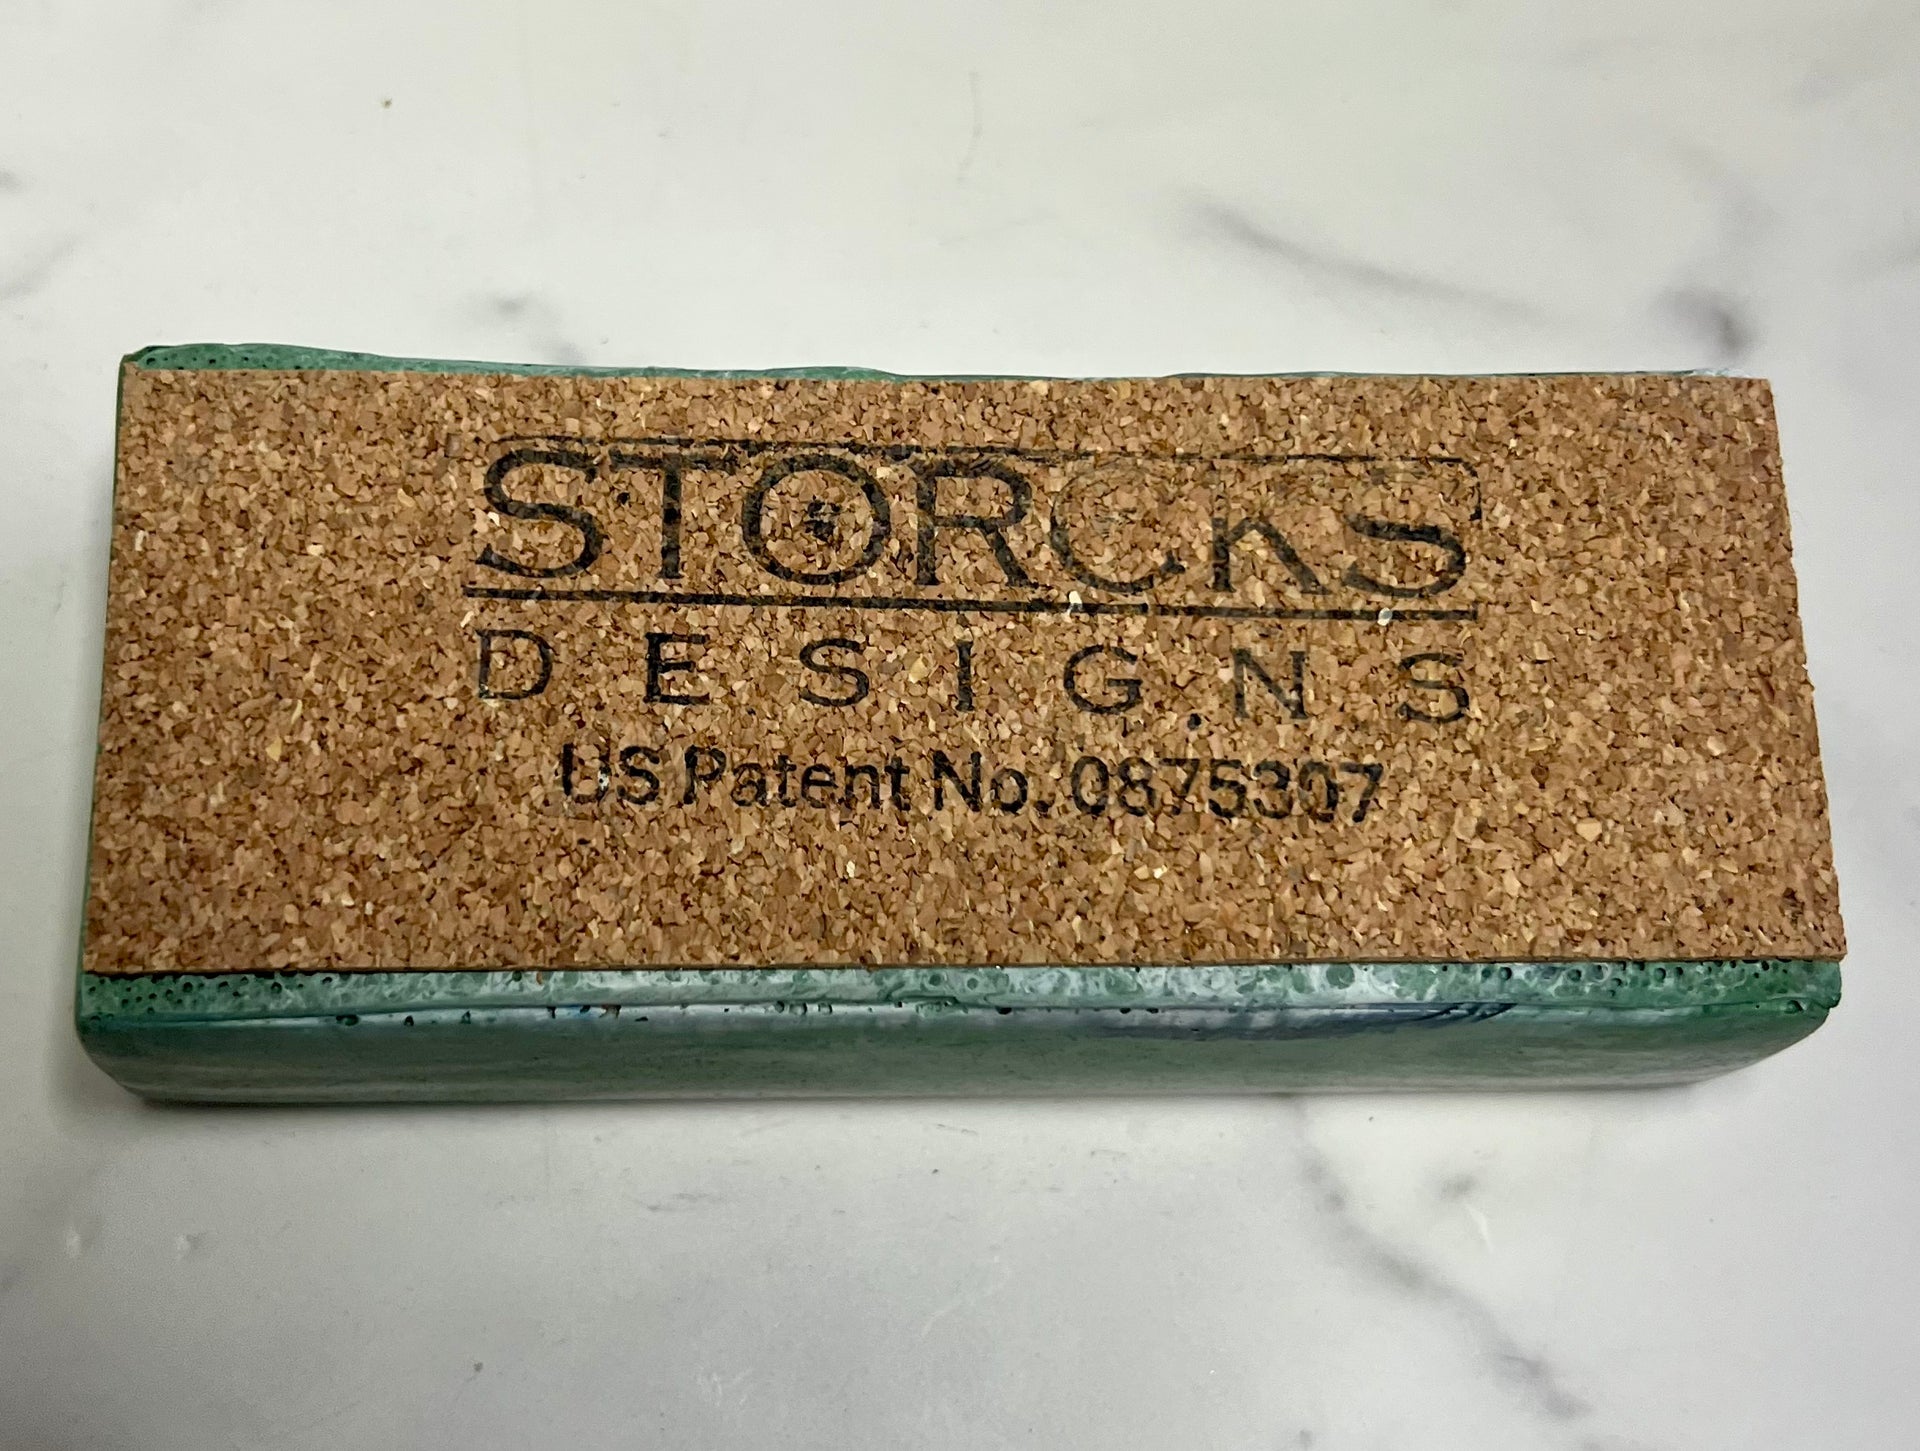 STORCKS
DESIGNS
US Patent No. 0875307